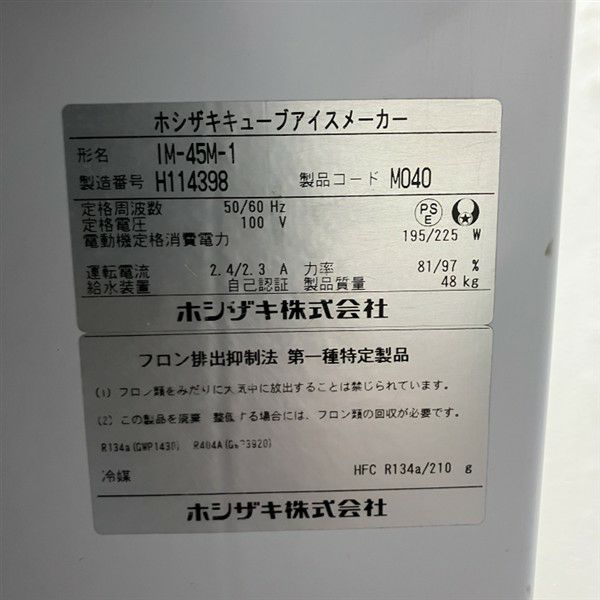 ホシザキキューブアイスメーカー
形名 IM-45M-1
製造番号 H114398 製品コード M040
定格周波数 50/60 Hz
定格電圧 100 V
PS E
電動機定格消費電力 195/225 W
運転電流 2.4/2.3 A 力率 81/97 %
給水装置 自己認証 製品質量 48 kg
ホシザキ株式会社
フロン排出抑制法 第一種特定製品
(1) フロン類をみだりに大気中に放出することは禁じられています。
(2) この製品を廃棄 整備する場合には、フロン類の回収が必要です。
R134a(GWP1430) R404A(GWP3920)
冷媒 HFC R134a/210 g
ホシザキ株式会社